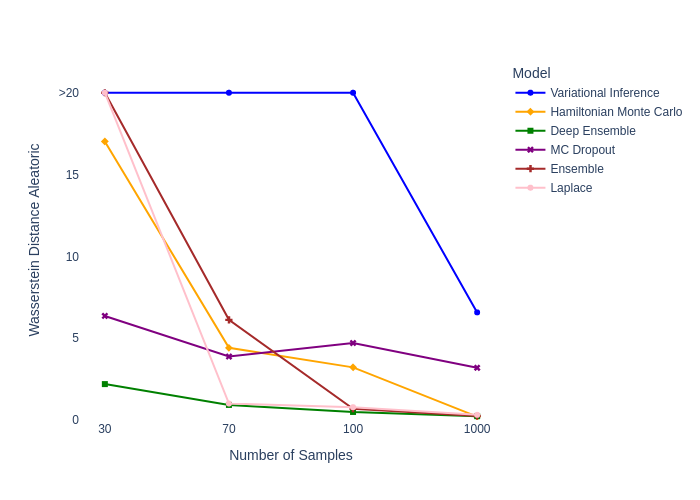 Model
Variational Inference
Hamiltonian Monte Carlo
Deep Ensemble
MC Dropout
Ensemble
Laplace
Wasserstein Distance Aleatoric
>20
15
10
5
0
30 70 100 1000
Number of Samples